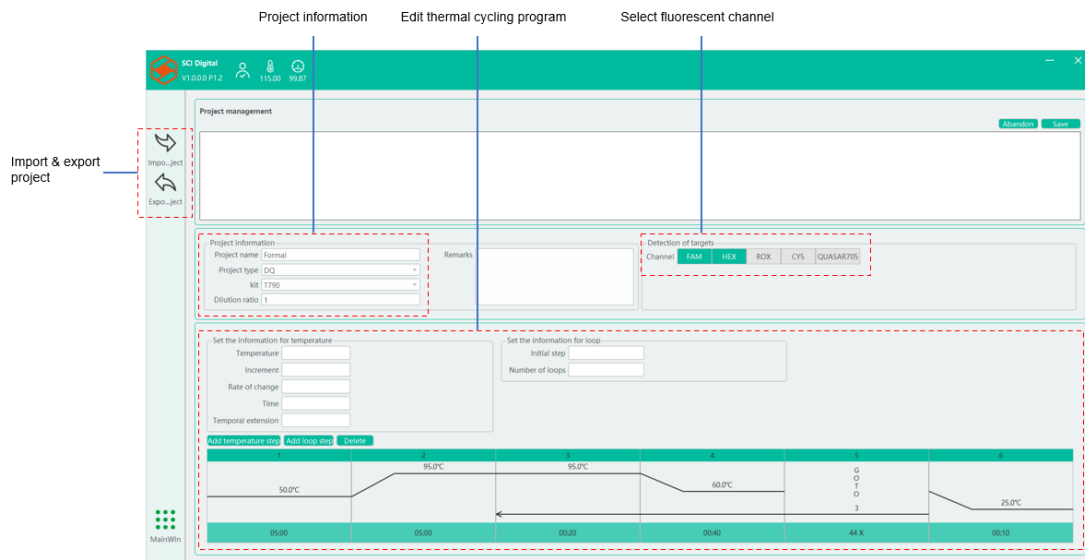 Project information
Edit thermal cycling program
Select fluorescent channel
SCI Digital
V1.0.0.0 P1.2
115.00
99.87
Project management
Abandon
Save
Import & export
project
Impo...ject
Expo...ject
Project information
Project name
Formal
Project type
DQ
kit
T790
Dilution ratio
1
Remarks
Detection of targets
Channel
FAM
HEX
ROX
CY5
QUASAR705
Set the information for temperature
Temperature
Increment
Rate of change
Time
Temporal extension
Set the information for loop
Initial step
Number of loops
Add temperature step
Add loop step
Delete
1
2
3
4
5
6
50.0℃
95.0℃
95.0℃
60.0℃
G
O
T
O
3
25.0℃
05:00
05:00
00:20
00:40
44 X
00:10
MainWin